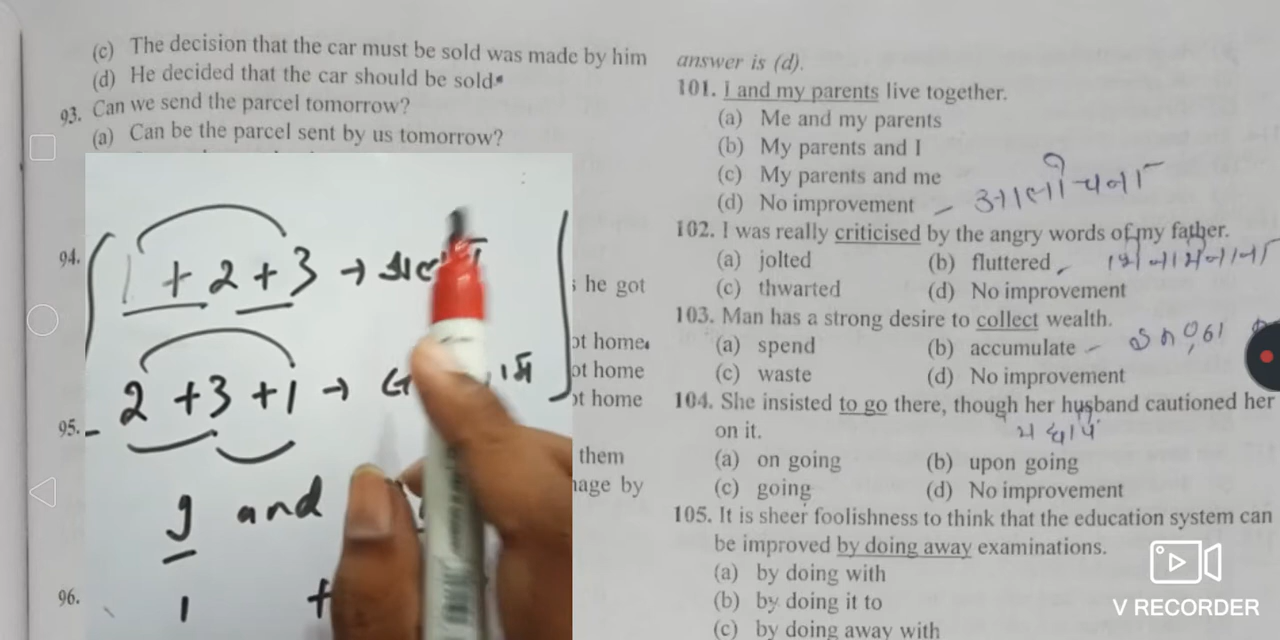 (c) The decision that the car must be sold was made by him
(d) He decided that the car should be sold
93. Can we send the parcel tomorrow?
(a) Can be the parcel sent by us tomorrow?
94.
1 + 2 + 3 →
2 + 3 + 1 →
95.
g and
1 +
96.
he got
ot home
ot home
ot home
them
nage by
answer is (d).
101. I and my parents live together.
(a) Me and my parents
(b) My parents and I
(c) My parents and me
(d) No improvement
102. I was really criticised by the angry words of my father.
(a) jolted (b) fluttered
(c) thwarted (d) No improvement
103. Man has a strong desire to collect wealth.
(a) spend (b) accumulate
(c) waste (d) No improvement
104. She insisted to go there, though her husband cautioned her
on it.
(a) on going (b) upon going
(c) going (d) No improvement
105. It is sheer foolishness to think that the education system can
be improved by doing away examinations.
(a) by doing with
(b) by doing it to
(c) by doing away with
V RECORDER